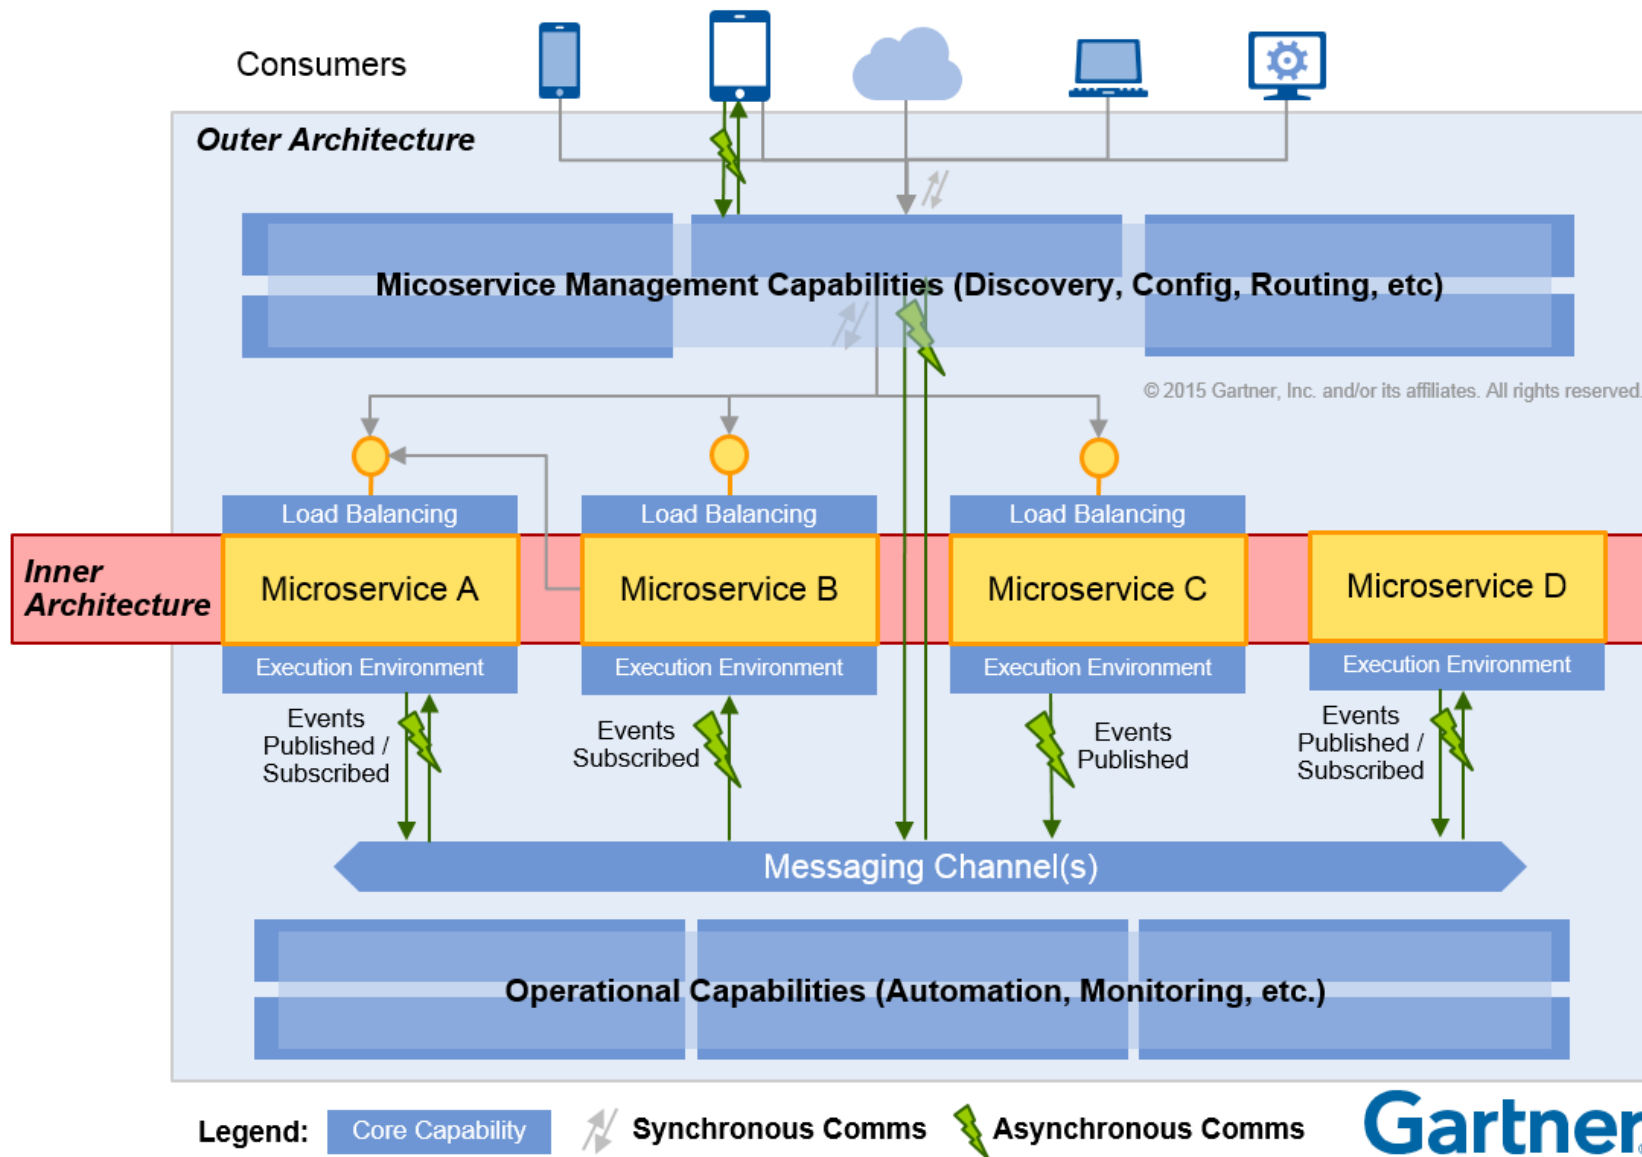 Consumers
Outer Architecture
Micoservice Management Capabilities (Discovery, Config, Routing, etc)
© 2015 Gartner, Inc. and/or its affiliates. All rights reserved.
Load Balancing
Load Balancing
Load Balancing
Inner
Architecture
Microservice A
Microservice B
Microservice C
Microservice D
Execution Environment
Execution Environment
Execution Environment
Execution Environment
Events
Published /
Subscribed
Events
Subscribed
Events
Published
Events
Published /
Subscribed
Messaging Channel(s)
Operational Capabilities (Automation, Monitoring, etc.)
Legend:
Core Capability
Synchronous Comms
Asynchronous Comms
Gartner